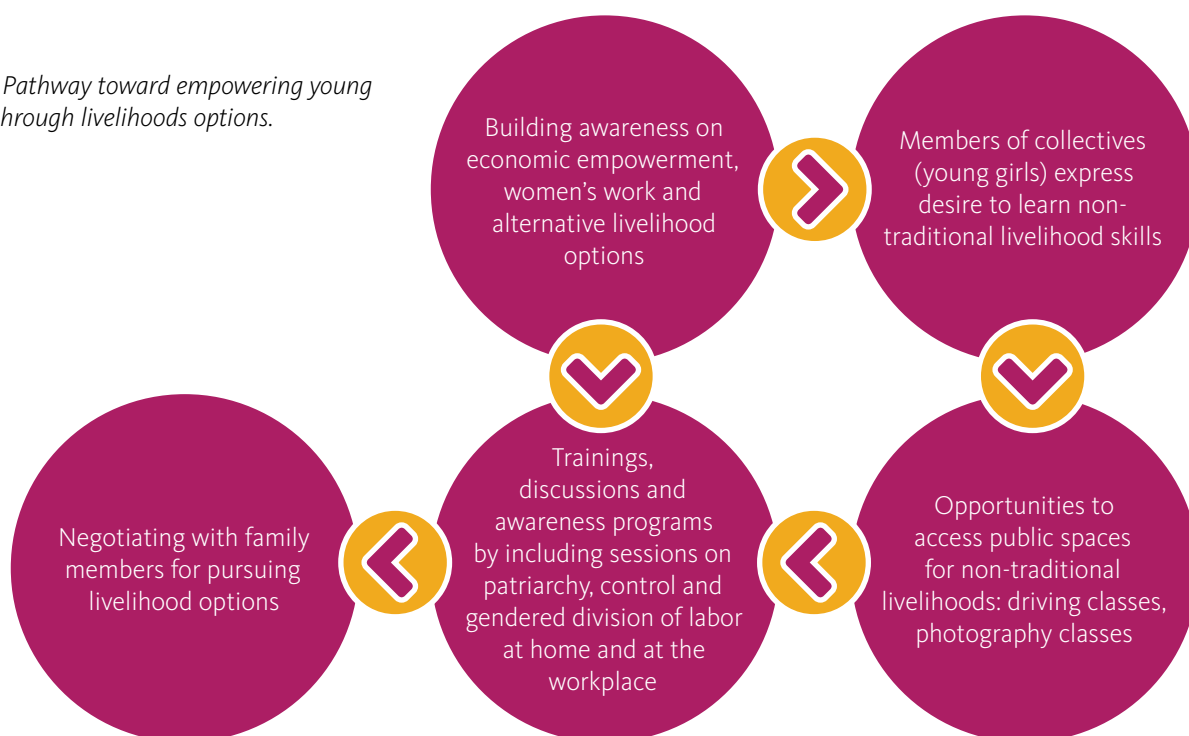 Pathway toward empowering young
hrough livelihoods options.
Building awareness on
economic empowerment,
women’s work and
alternative livelihood
options
Members of collectives
(young girls) express
desire to learn non-
traditional livelihood skills
Negotiating with family
members for pursuing
livelihood options
Trainings,
discussions and
awareness programs
by including sessions on
patriarchy, control and
gendered division of labor
at home and at the
workplace
Opportunities to
access public spaces
for non-traditional
livelihoods: driving classes,
photography classes